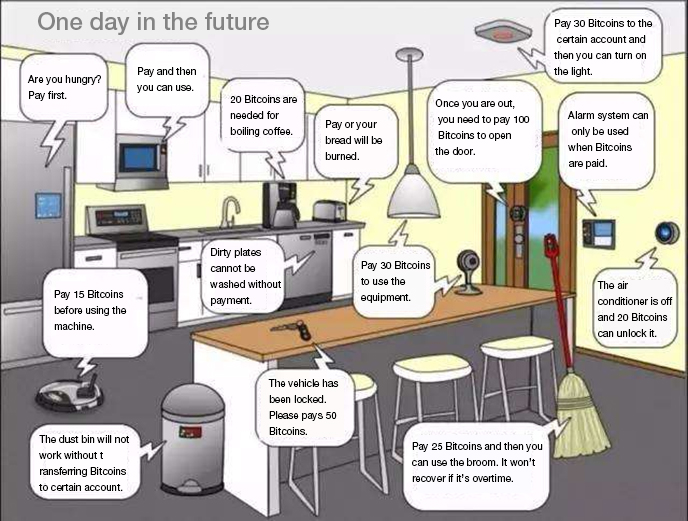 One day in the future
Pay 30 Bitcoins to the
certain account and
then you can turn on
the light.
Are you hungry?
Pay first.
Pay and then
you can use.
20 Bitcoins are
needed for
boiling coffee.
Pay or your
bread will be
burned.
Once you are out,
you need to pay 100
Bitcoins to open
the door.
Alarm system can
only be used
when Bitcoins
are paid.
Dirty plates
cannot be
washed without
payment.
Pay 30 Bitcoins
to use the
equipment.
The air
conditioner is off
and 20 Bitcoins
can unlock it.
Pay 15 Bitcoins
before using the
machine.
The vehicle has
been locked.
Please pays 50
Bitcoins.
The dust bin will not
work without t
ransferring Bitcoins
to certain account.
Pay 25 Bitcoins and then you
can use the broom. It won't
recover if it's overtime.